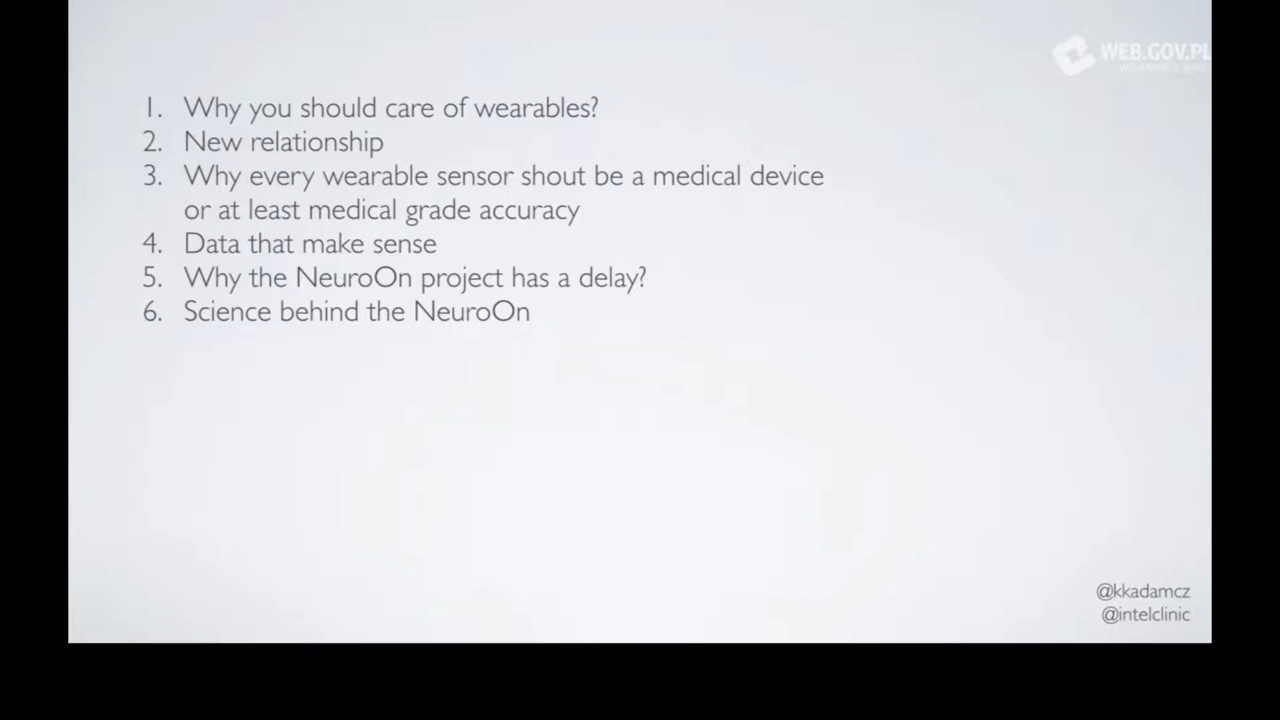 WEB.GOV.PL
1. Why you should care of wearables?
2. New relationship
3. Why every wearable sensor shout be a medical device
or at least medical grade accuracy
4. Data that make sense
5. Why the NeuroOn project has a delay?
6. Science behind the NeuroOn
@kkadamcz
@intelclinic